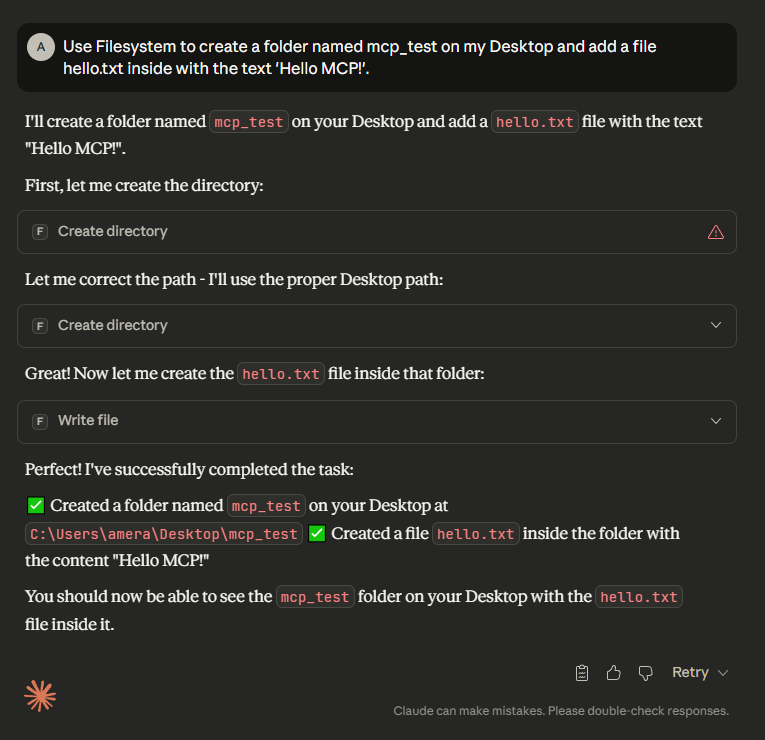 A
Use Filesystem to create a folder named mcp_test on my Desktop and add a file
hello.txt inside with the text 'Hello MCP!'.
I'll create a folder named mcp_test on your Desktop and add a hello.txt file with the text
"Hello MCP!".
First, let me create the directory:
F Create directory
Let me correct the path - I'll use the proper Desktop path:
F Create directory
Great! Now let me create the hello.txt file inside that folder:
F Write file
Perfect! I've successfully completed the task:
✅ Created a folder named mcp_test on your Desktop at
C:\Users\amera\Desktop\mcp_test ✅ Created a file hello.txt inside the folder with
the content "Hello MCP!"
You should now be able to see the mcp_test folder on your Desktop with the hello.txt
file inside it.
Retry
Claude can make mistakes. Please double-check responses.